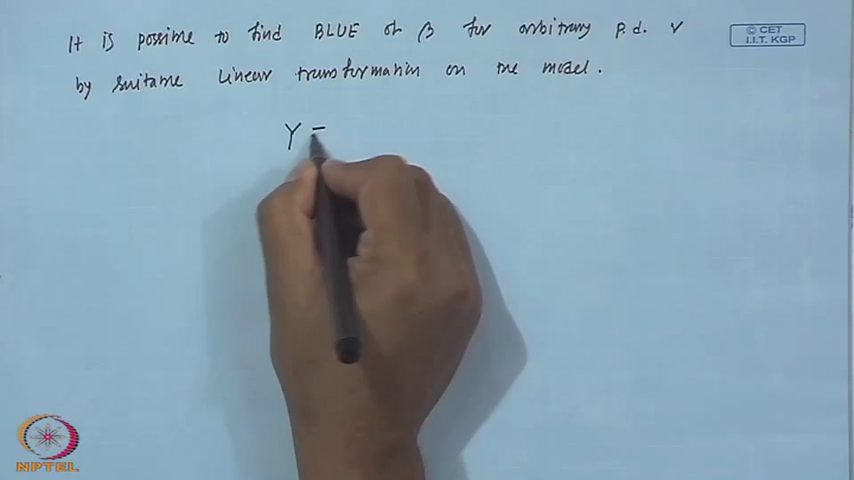 It is possible to find BLUE of β for arbitrary p.d. V
by suitable linear transformation on the model.
© CET
I.I.T. KGP
Y =
NPTEL